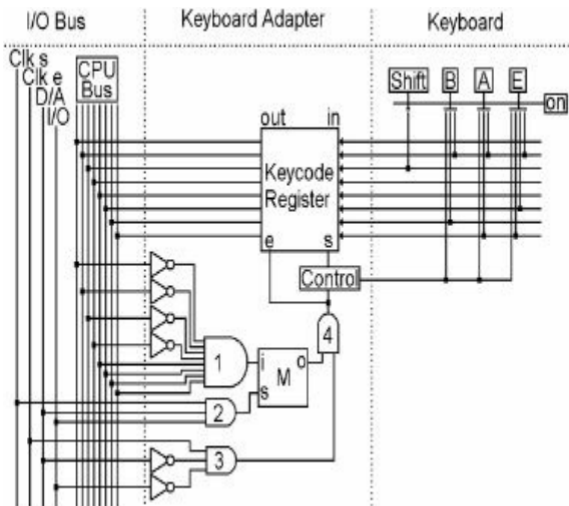 I/O Bus
Keyboard Adapter
Keyboard
Clk s
Clk e
D/A
I/O
CPU
Bus
Shift
B
A
E
on
out
in
Keycode
Register
e
s
Control
4
1
i
o
M
s
2
3